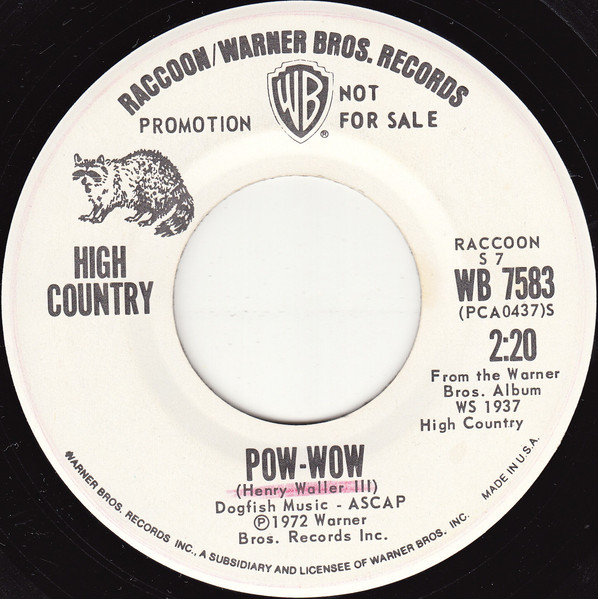 RACCOON/WARNER BROS. RECORDS
WB
®
PROMOTION
NOT
FOR SALE
HIGH
COUNTRY
RACCOON
S 7
WB 7583
(PCA0437)S
2:20
From the Warner
Bros. Album
WS 1937
High Country
POW-WOW
(Henry Waller III)
Dogfish Music - ASCAP
Ⓟ1972 Warner
Bros. Records Inc.
WARNER BROS. RECORDS INC., A SUBSIDIARY AND LICENSEE OF WARNER BROS. INC.
MADE IN U.S.A.